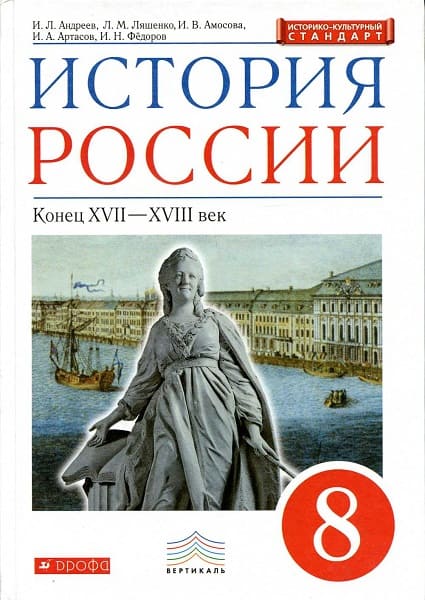 И. Л. Андреев, Л. М. Ляшенко, И. В. Амосова,
И. А. Артасов, И. Н. Фёдоров
ИСТОРИКО-КУЛЬТУРНЫЙ
СТАНДАРТ
ИСТОРИЯ
РОССИИ
Конец XVII—XVIII век
8
дрофа
ВЕРТИКАЛЬ